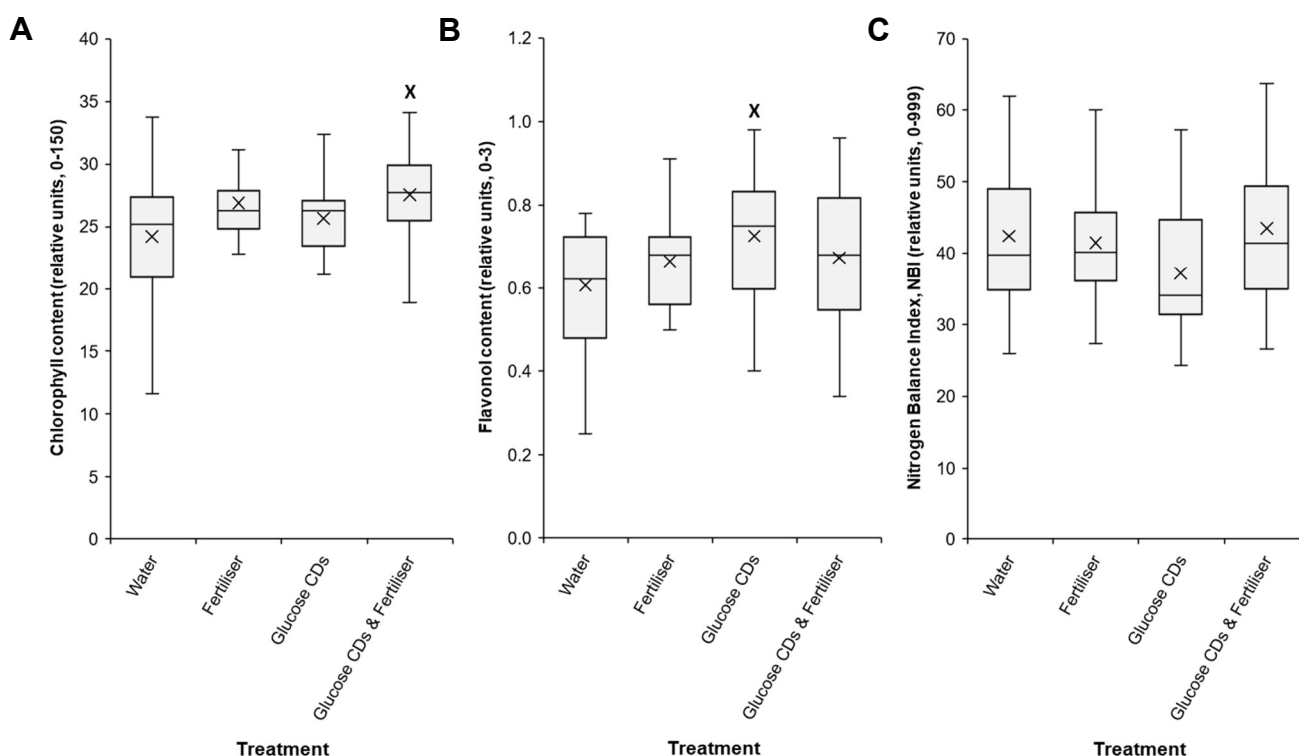 A
Chlorophyll content (relative units, 0-150)
40
35
30
25
20
15
10
5
0
X
Water
Fertiliser
Glucose CDs
Glucose CDs & Fertiliser
Treatment
B
Flavonol content (relative units, 0-3)
1.2
1.0
0.8
0.6
0.4
0.2
0.0
X
Water
Fertiliser
Glucose CDs
Glucose CDs & Fertiliser
Treatment
C
Nitrogen Balance Index, NBI (relative units, 0-999)
70
60
50
40
30
20
10
0
Water
Fertiliser
Glucose CDs
Glucose CDs & Fertiliser
Treatment